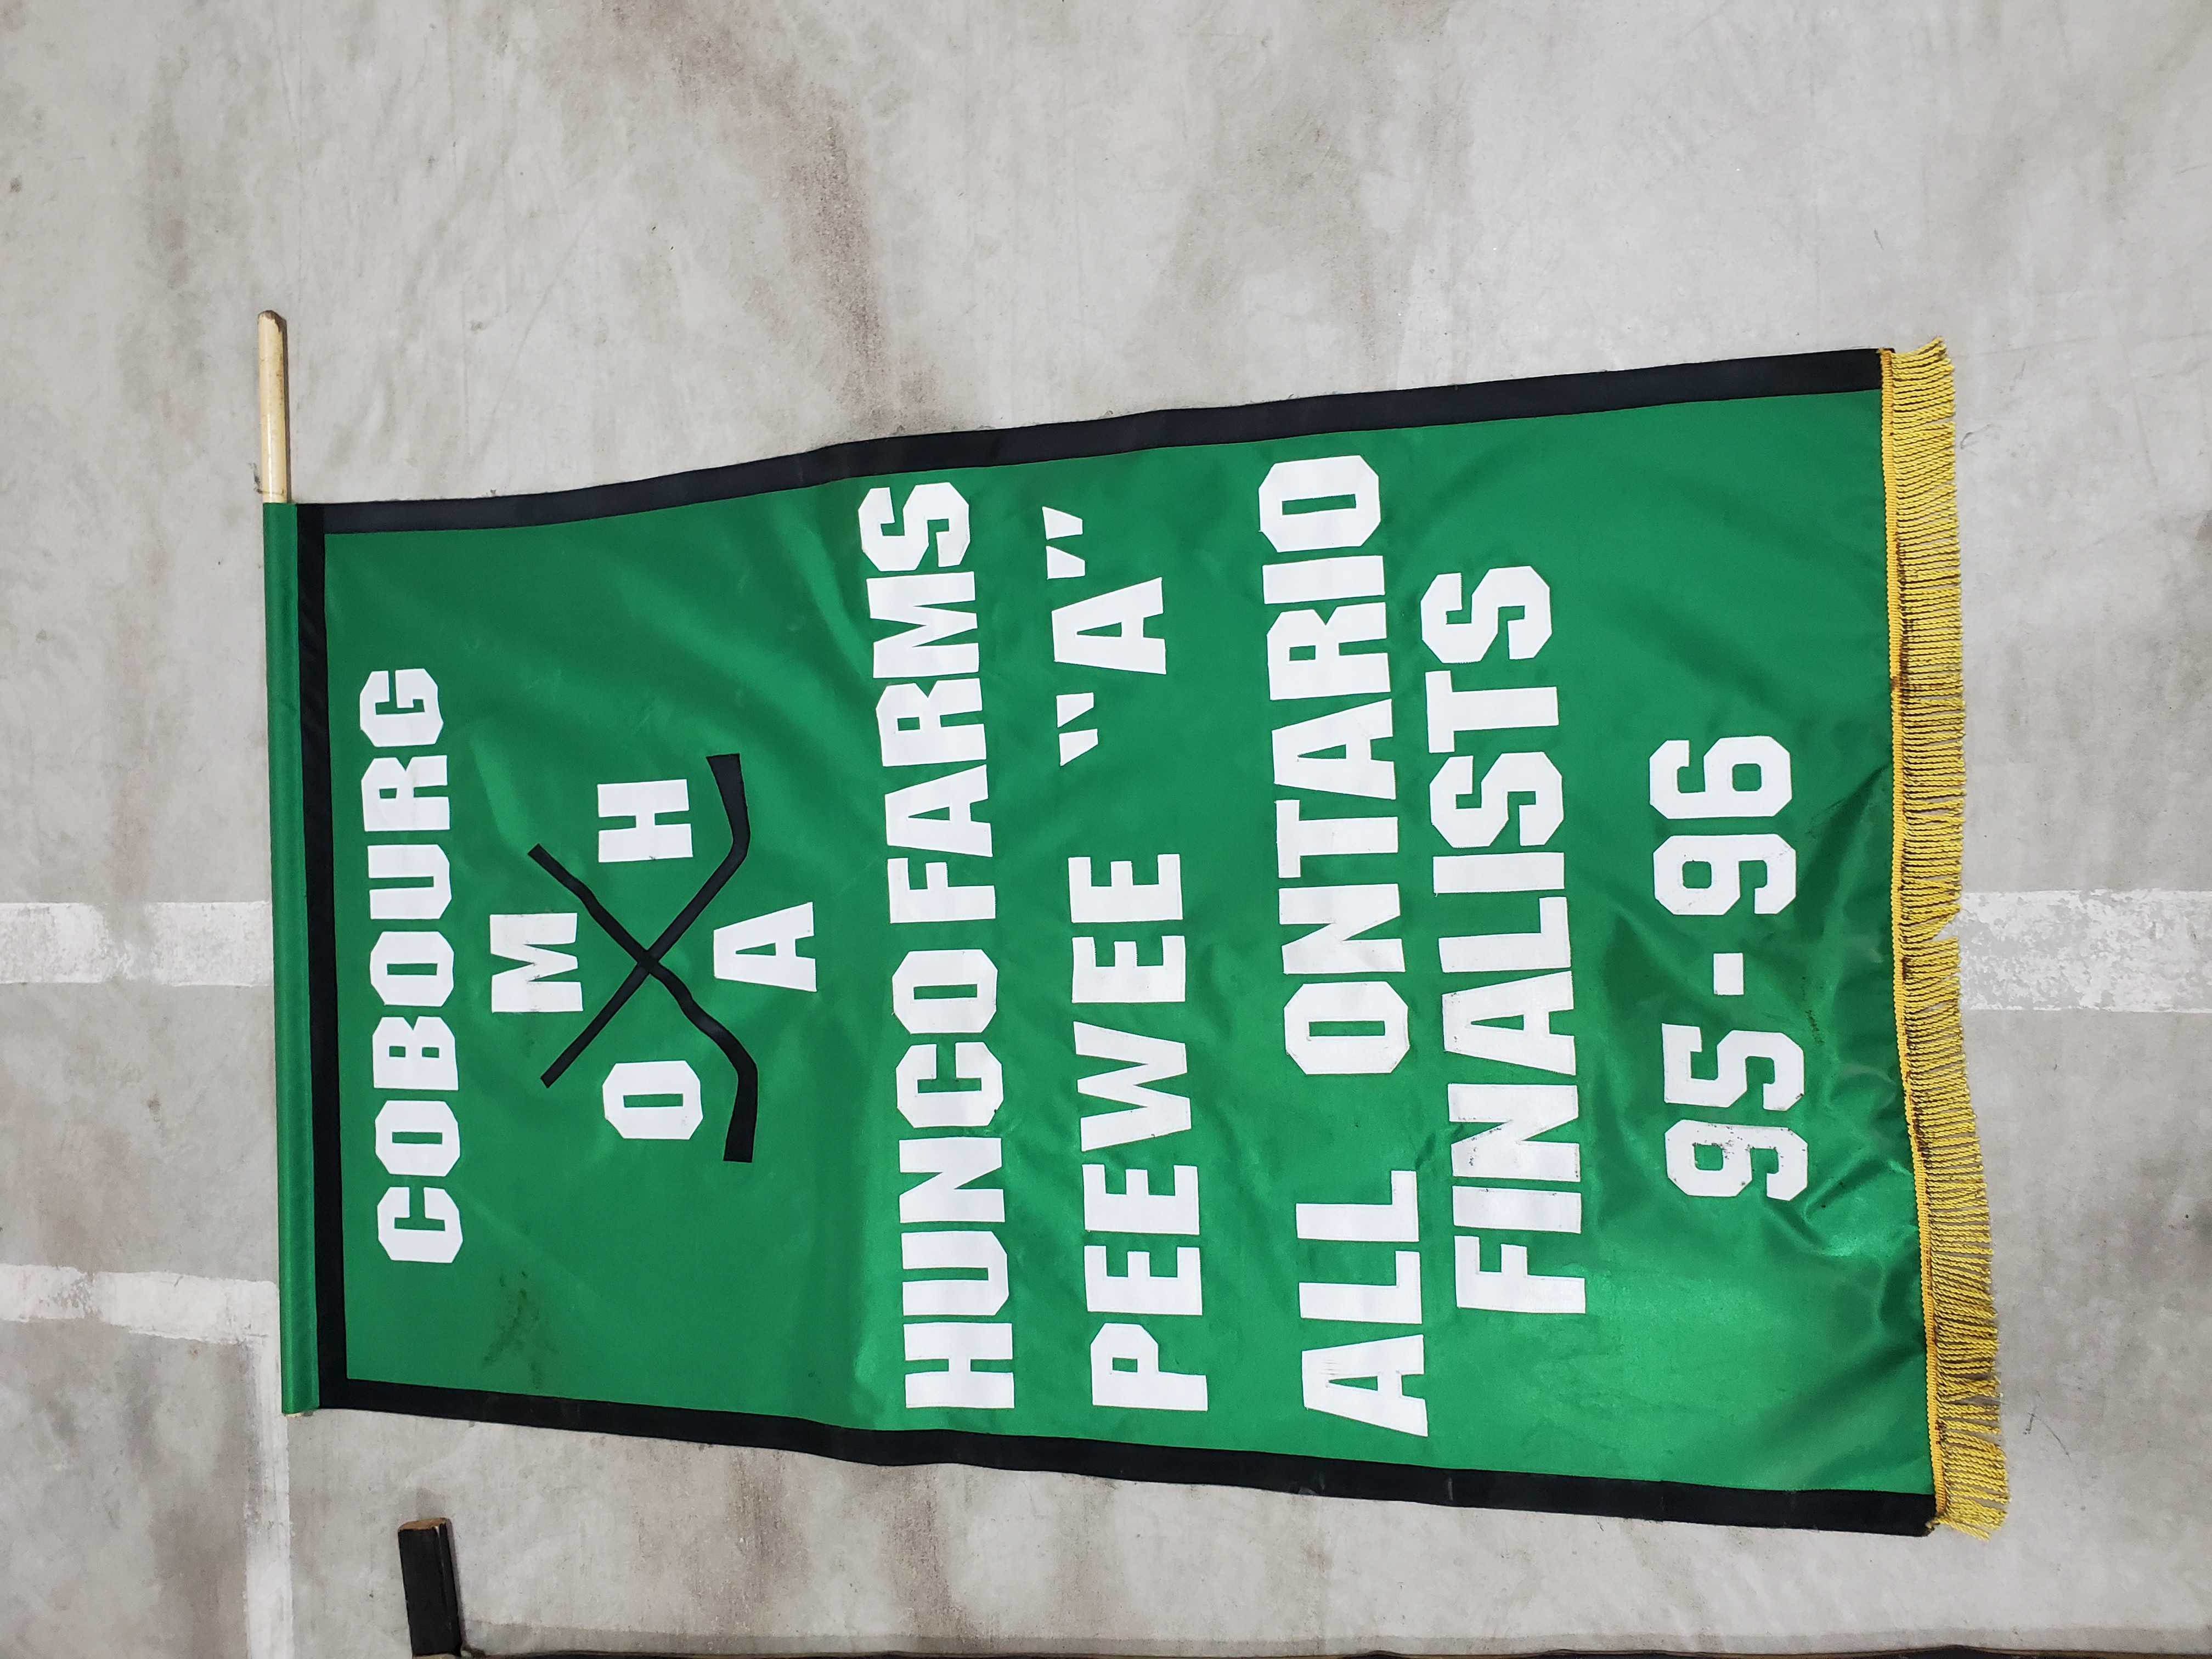 COBOURG
M
O H
A
HUNCO FARMS
PEEWEE "A"
ALL ONTARIO
FINALISTS
95-96